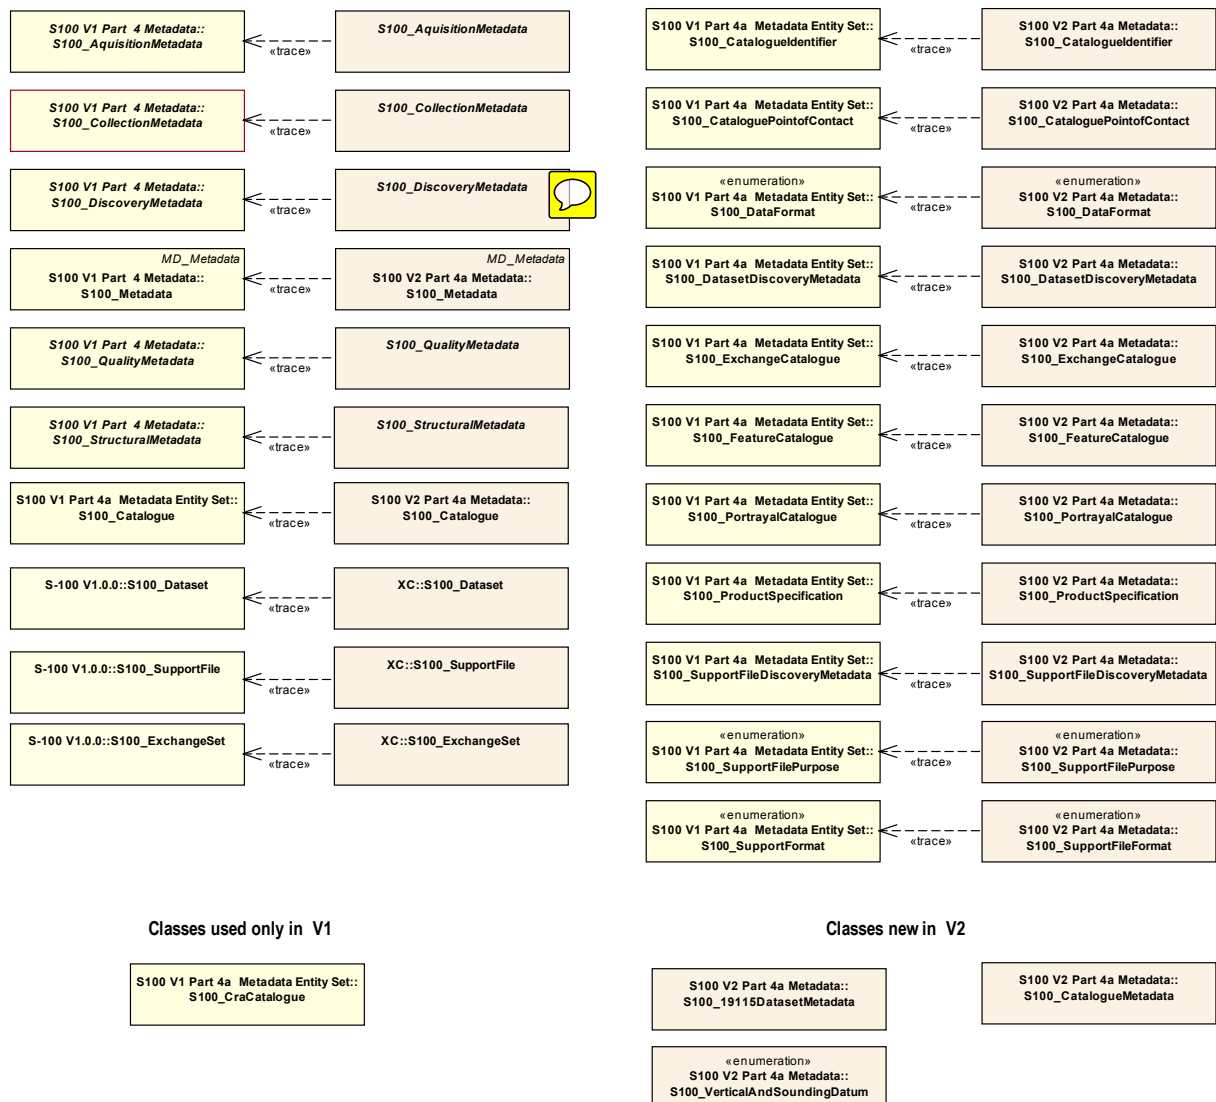 S100 V1 Part 4 Metadata::
S100_AquisitionMetadata
«trace»
S100_AquisitionMetadata
S100 V1 Part 4 Metadata::
S100_CollectionMetadata
«trace»
S100_CollectionMetadata
S100 V1 Part 4 Metadata::
S100_DiscoveryMetadata
«trace»
S100_DiscoveryMetadata
MD_Metadata
S100 V1 Part 4 Metadata::
S100_Metadata
«trace»
MD_Metadata
S100 V2 Part 4a Metadata::
S100_Metadata
S100 V1 Part 4 Metadata::
S100_QualityMetadata
«trace»
S100_QualityMetadata
S100 V1 Part 4 Metadata::
S100_StructuralMetadata
«trace»
S100_StructuralMetadata
S100 V1 Part 4a Metadata Entity Set::
S100_Catalogue
«trace»
S100 V2 Part 4a Metadata::
S100_Catalogue
S-100 V1.0.0::S100_Dataset
«trace»
XC::S100_Dataset
S-100 V1.0.0::S100_SupportFile
«trace»
XC::S100_SupportFile
S-100 V1.0.0::S100_ExchangeSet
«trace»
XC::S100_ExchangeSet
S100 V1 Part 4a Metadata Entity Set::
S100_CatalogueIdentifier
«trace»
S100 V2 Part 4a Metadata::
S100_CatalogueIdentifier
S100 V1 Part 4a Metadata Entity Set::
S100_CataloguePointofContact
«trace»
S100 V2 Part 4a Metadata::
S100_CataloguePointofContact
«enumeration»
S100 V1 Part 4a Metadata Entity Set::
S100_DataFormat
«trace»
«enumeration»
S100 V2 Part 4a Metadata::
S100_DataFormat
S100 V1 Part 4a Metadata Entity Set::
S100_DatasetDiscoveryMetadata
«trace»
S100 V2 Part 4a Metadata::
S100_DatasetDiscoveryMetadata
S100 V1 Part 4a Metadata Entity Set::
S100_ExchangeCatalogue
«trace»
S100 V2 Part 4a Metadata::
S100_ExchangeCatalogue
S100 V1 Part 4a Metadata Entity Set::
S100_FeatureCatalogue
«trace»
S100 V2 Part 4a Metadata::
S100_FeatureCatalogue
S100 V1 Part 4a Metadata Entity Set::
S100_PortrayalCatalogue
«trace»
S100 V2 Part 4a Metadata::
S100_PortrayalCatalogue
S100 V1 Part 4a Metadata Entity Set::
S100_ProductSpecification
«trace»
S100 V2 Part 4a Metadata::
S100_ProductSpecification
S100 V1 Part 4a Metadata Entity Set::
S100_SupportFileDiscoveryMetadata
«trace»
S100 V2 Part 4a Metadata::
S100_SupportFileDiscoveryMetadata
«enumeration»
S100 V1 Part 4a Metadata Entity Set::
S100_SupportFilePurpose
«trace»
«enumeration»
S100 V2 Part 4a Metadata::
S100_SupportFilePurpose
«enumeration»
S100 V1 Part 4a Metadata Entity Set::
S100_SupportFormat
«trace»
«enumeration»
S100 V2 Part 4a Metadata::
S100_SupportFileFormat
Classes used only in V1
S100 V1 Part 4a Metadata Entity Set::
S100_CraCatalogue
Classes new in V2
S100 V2 Part 4a Metadata::
S100_19115DatasetMetadata
S100 V2 Part 4a Metadata::
S100_CatalogueMetadata
«enumeration»
S100 V2 Part 4a Metadata::
S100_VerticalAndSoundingDatum